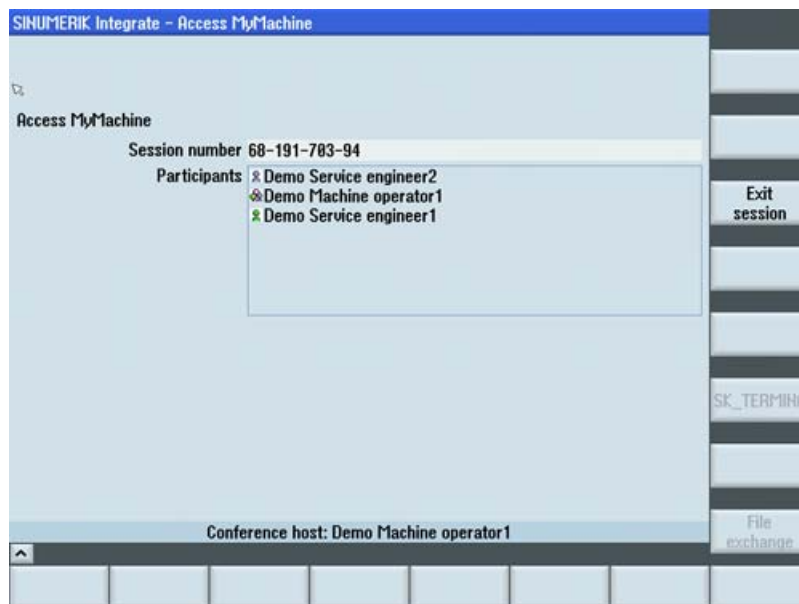 SINUMERIK Integrate - Access MyMachine
Access MyMachine
Session number 68-191-703-94
Participants
Demo Service engineer2
Demo Machine operator1
Demo Service engineer1
Exit
session
SK_TERMIN
File
exchange
Conference host: Demo Machine operator1